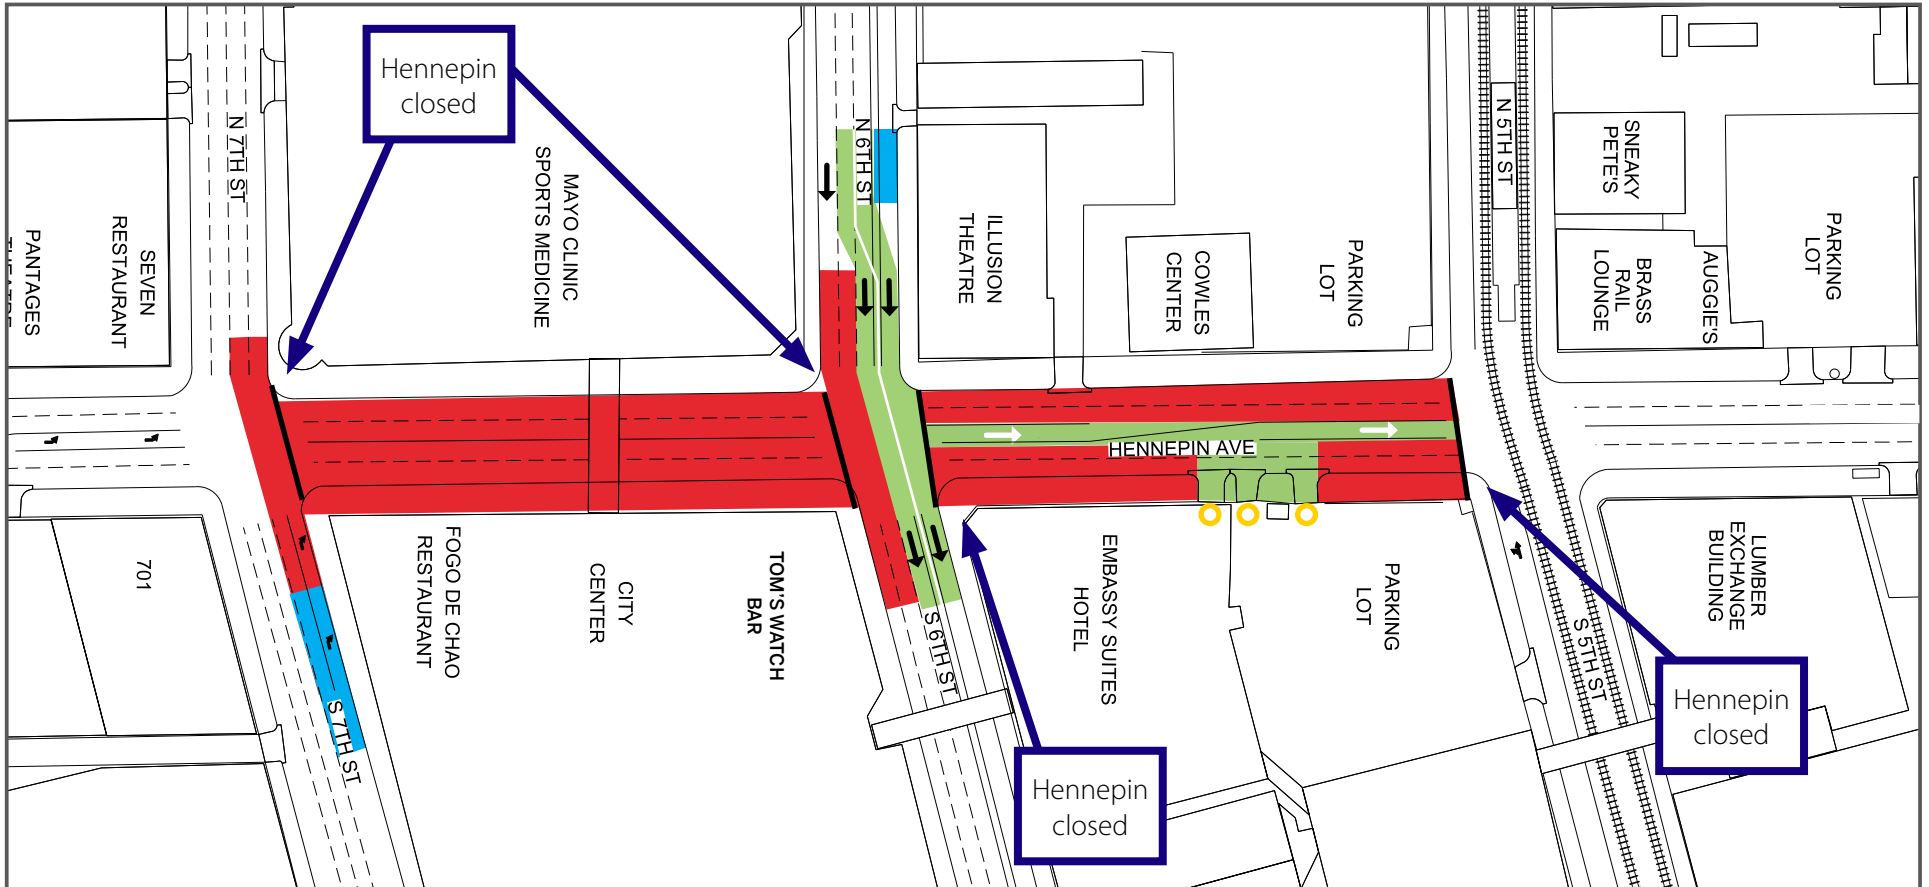 Hennepin
closed
N 7TH ST
MAYO CLINIC
SPORTS MEDICINE
SEVEN
RESTAURANT
PANTAGES
N 6TH ST
ILLUSION
THEATRE
COWLES
CENTER
PARKING
LOT
N 5TH ST
SNEAKY
PETE'S
BRASS
RAIL
LOUNGE
AUGGIE'S
PARKING
LOT
HENNEPIN AVE
701
FOGO DE CHAO
RESTAURANT
CITY
CENTER
TOM'S WATCH
BAR
EMBASSY SUITES
HOTEL
PARKING
LOT
LUMBER
EXCHANGE
BUILDING
S 7TH ST
S 6TH ST
S 5TH ST
Hennepin
closed
Hennepin
closed